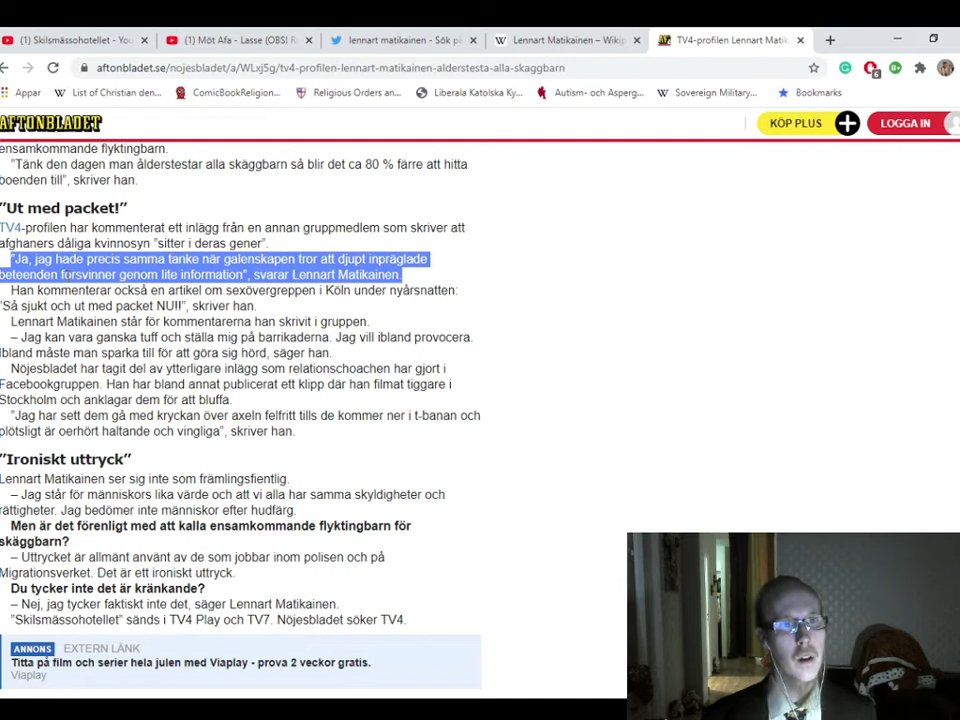 (1) Skilsmässohotellet - You
(1) Möt Afa - Lasse (OBS! R
lennart matikainen - Sök p
Lennart Matikainen – Wikip
TV4-profilen Lennart Matik
aftonbladet.se/nojesbladet/a/WLxj5g/tv4-profilen-lennart-matikainen-alderstesta-alla-skaggbarn
Appar
List of Christian den...
ComicBookReligion...
Religious Orders an...
Liberala Katolska Ky...
Autism- och Asperg...
Sovereign Military...
Bookmarks
AFTONBLADET
KÖP PLUS
LOGGA IN
ensamkommande flyktingbarn.
"Tänk den dagen man ålderstestar alla skäggbarn så blir det ca 80 % färre att hitta
boenden till", skriver han.
"Ut med packet!"
TV4-profilen har kommenterat ett inlägg från en annan gruppmedlem som skriver att
afghaners dåliga kvinnosyn "sitter i deras gener".
"Ja, jag hade precis samma tanke när galenskapen tror att djupt inpräglade
beteenden försvinner genom lite information", svarar Lennart Matikainen.
Han kommenterar också en artikel om sexövergreppen i Köln under nyårsnatten:
"Så sjukt och ut med packet NU!!", skriver han.
Lennart Matikainen står för kommentarerna han skrivit i gruppen.
– Jag kan vara ganska tuff och ställa mig på barrikaderna. Jag vill ibland provocera.
Ibland måste man sparka till för att göra sig hörd, säger han.
Nöjesbladet har tagit del av ytterligare inlägg som relationschoachen har gjort i
Facebookgruppen. Han har bland annat publicerat ett klipp där han filmat tiggare i
Stockholm och anklagar dem för att bluffa.
"Jag har sett dem gå med kryckan över axeln felfritt tills de kommer ner i t-banan och
plötsligt är oerhört haltande och vingliga", skriver han.
"Ironiskt uttryck"
Lennart Matikainen ser sig inte som främlingsfientlig.
– Jag står för människors lika värde och att vi alla har samma skyldigheter och
rättigheter. Jag bedömer inte människor efter hudfärg.
Men är det förenligt med att kalla ensamkommande flyktingbarn för
skäggbarn?
– Uttrycket är allmänt använt av de som jobbar inom polisen och på
Migrationsverket. Det är ett ironiskt uttryck.
Du tycker inte det är kränkande?
– Nej, jag tycker faktiskt inte det, säger Lennart Matikainen.
"Skilsmässohotellet" sänds i TV4 Play och TV7. Nöjesbladet söker TV4.
ANNONS EXTERN LÄNK
Titta på film och serier hela julen med Viaplay - prova 2 veckor gratis.
Viaplay